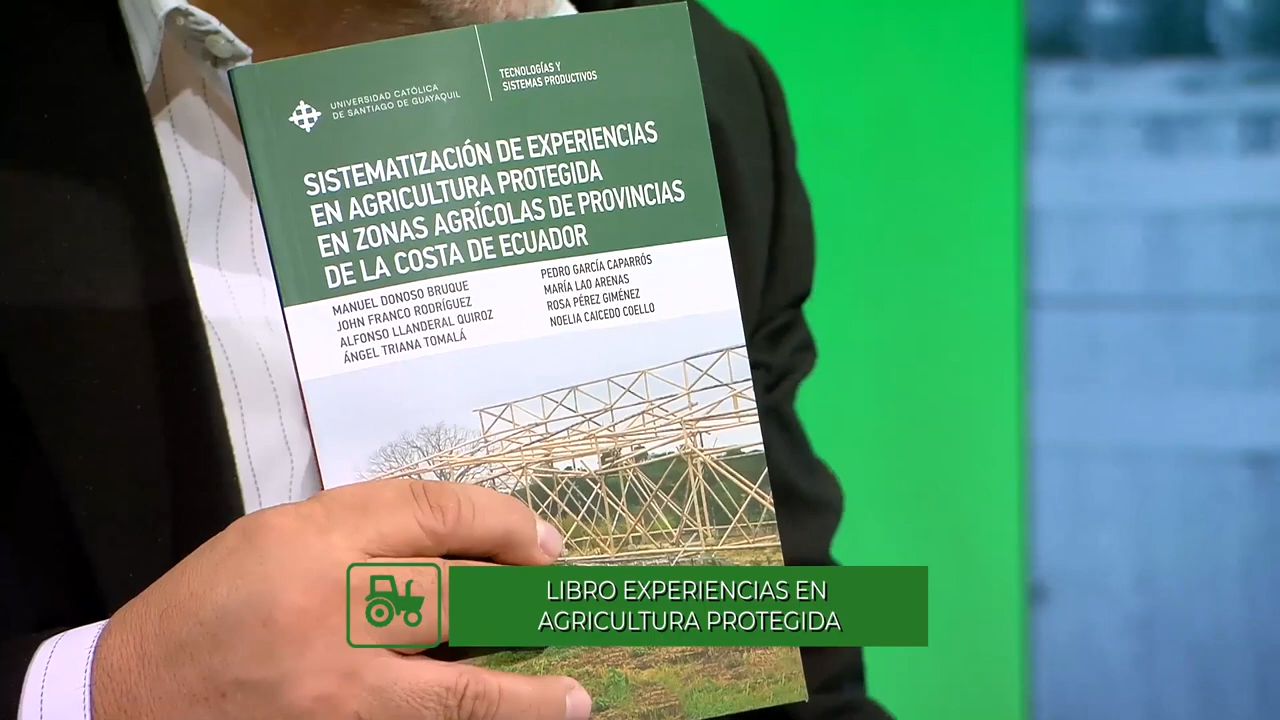 UNIVERSIDAD CATÓLICA
DE SANTIAGO DE GUAYAQUIL
TECNOLOGÍAS Y
SISTEMAS PRODUCTIVOS
SISTEMATIZACIÓN DE EXPERIENCIAS
EN AGRICULTURA PROTEGIDA
EN ZONAS AGRÍCOLAS DE PROVINCIAS
DE LA COSTA DE ECUADOR
MANUEL DONOSO BRUQUE
JOHN FRANCO RODRÍGUEZ
ALFONSO LLANDERAL QUIROZ
ÁNGEL TRIANA TOMALÁ
PEDRO GARCÍA CAPARRÓS
MARÍA LAO ARENAS
ROSA PÉREZ GIMÉNEZ
NOELIA CAICEDO COELLO
LIBRO EXPERIENCIAS EN
AGRICULTURA PROTEGIDA